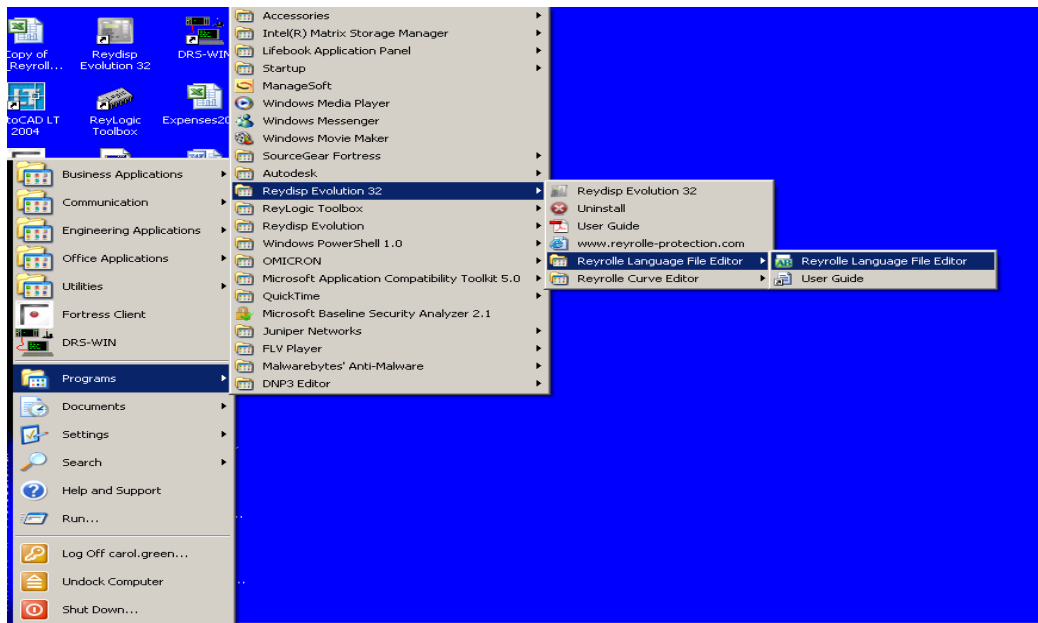 Copy of
_Reyroll...
Reydisp
Evolution 32
DRS-WIN
toCAD LT
2004
ReyLogic
Toolbox
Expenses20
Business Applications
Communication
Engineering Applications
Office Applications
Utilities
Fortress Client
DRS-WIN
Programs
Documents
Settings
Search
Help and Support
Run...
Log Off carol.green...
Undock Computer
Shut Down...
Accessories
Intel(R) Matrix Storage Manager
Lifebook Application Panel
Startup
ManageSoft
Windows Media Player
Windows Messenger
Windows Movie Maker
SourceGear Fortress
Autodesk
Reydisp Evolution 32
ReyLogic Toolbox
Reydisp Evolution
Windows PowerShell 1.0
OMICRON
Microsoft Application Compatibility Toolkit 5.0
QuickTime
Microsoft Baseline Security Analyzer 2.1
Juniper Networks
FLV Player
Malwarebytes' Anti-Malware
DNP3 Editor
Reydisp Evolution 32
Uninstall
User Guide
www.reyrolle-protection.com
Reyrolle Language File Editor
Reyrolle Curve Editor
Reyrolle Language File Editor
User Guide